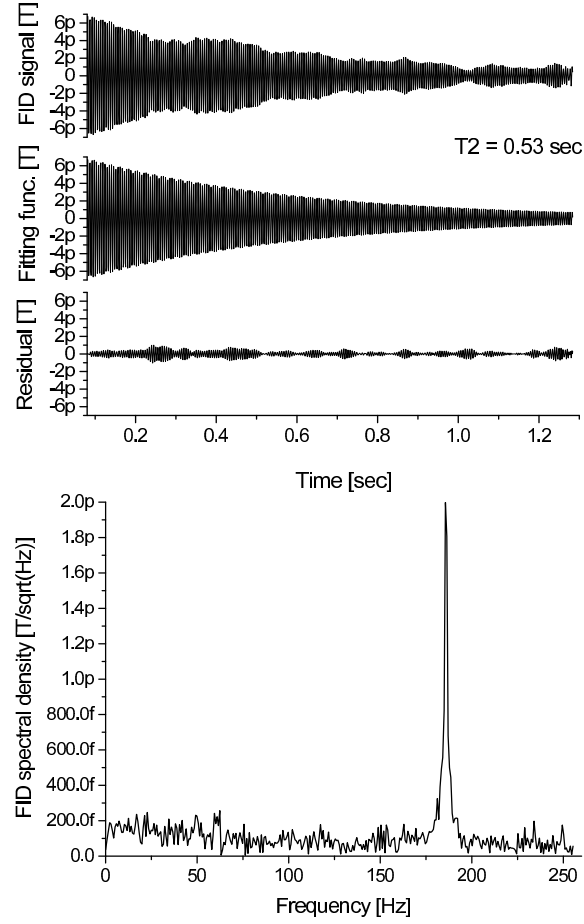 FID signal [T]
6p
4p
2p
0
-2p
-4p
-6p
T2 = 0.53 sec
Fitting func. [T]
6p
4p
2p
0
-2p
-4p
-6p
Residual [T]
6p
4p
2p
0
-2p
-4p
-6p
0.2 0.4 0.6 0.8 1.0 1.2
Time [sec]
FID spectral density [T/sqrt(Hz)]
2.0p
1.8p
1.6p
1.4p
1.2p
1.0p
800.0f
600.0f
400.0f
200.0f
0.0
0 50 100 150 200 250
Frequency [Hz]